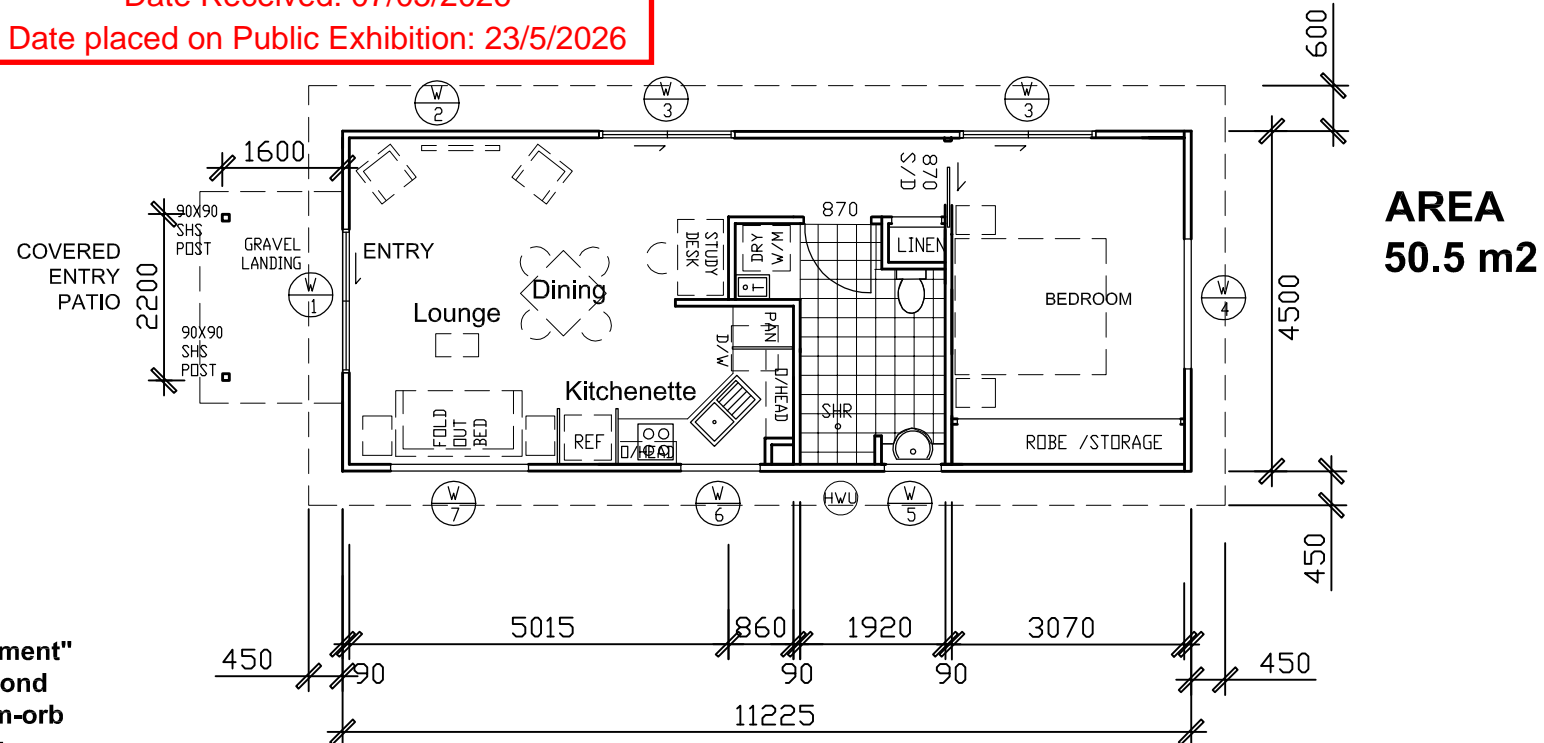 Date placed on Public Exhibition: 23/5/2026
600
W
2
W
3
W
3
1600
870
S/D
870
AREA
50.5 m2
90X90
SHS
POST
GRAVEL
LANDING
COVERED
ENTRY
PATIO
2200
ENTRY
STUDY
DESK
DRY
W/M
LINEN
W
1
Lounge
Dining
T
BEDROOM
W
4
4500
90X90
SHS
POST
PAN
D/W
Kitchenette
O/HEAD
SHR
FOLD
OUT
BED
REF
O/HEAD
ROBE /STORAGE
W
7
W
6
HWU
W
5
450
5015
860
1920
3070
450
90
90
90
450
11225
ment"
ond
n-orb